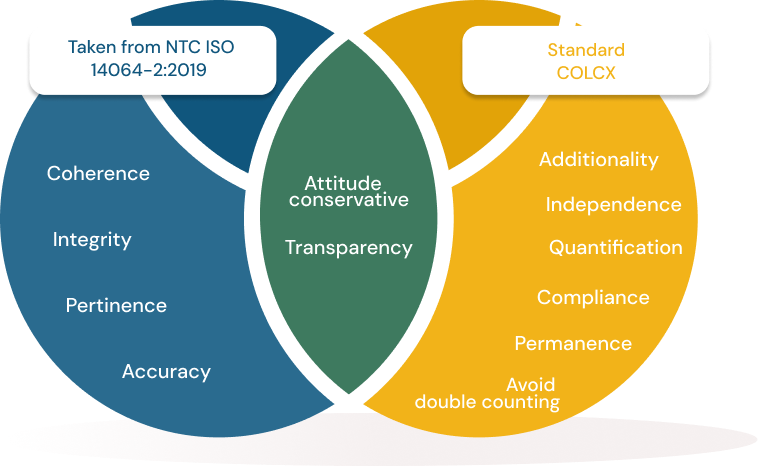 Taken from NTC ISO
14064-2:2019
Standard
COLCX
Coherence
Integrity
Pertinence
Accuracy
Attitude
conservative
Transparency
Additionality
Independence
Quantification
Compliance
Permanence
Avoid
double counting